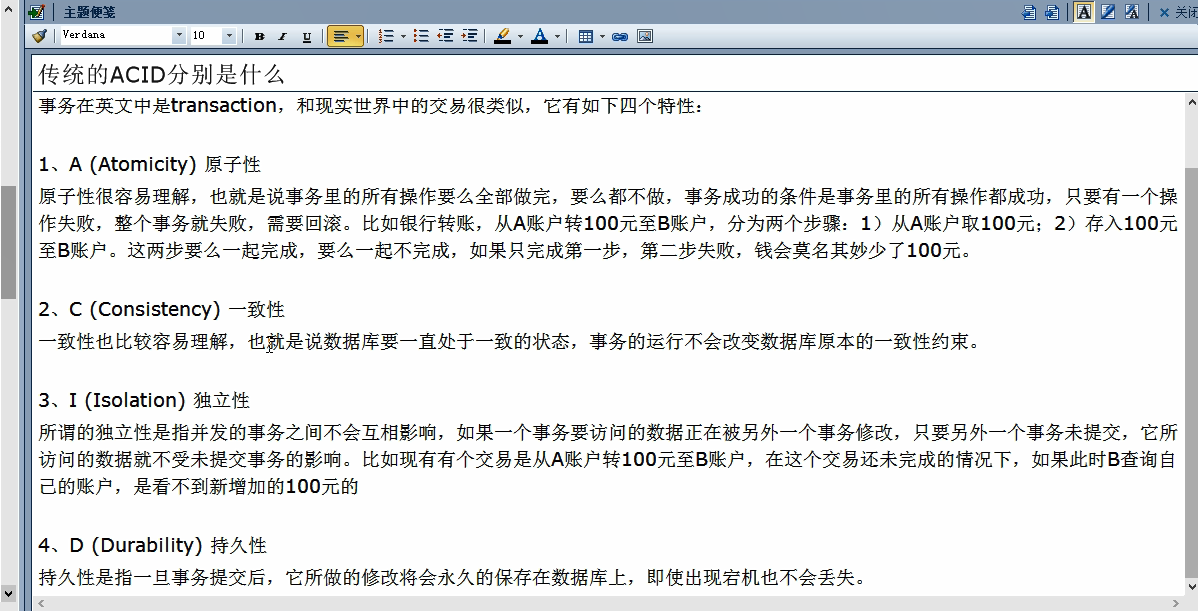 主题便笺
关闭
Verdana 10 B I U A
传统的ACID分别是什么
事务在英文中是transaction，和现实世界中的交易很类似，它有如下四个特性：
1、A (Atomicity) 原子性
原子性很容易理解，也就是说事务里的所有操作要么全部做完，要么都不做，事务成功的条件是事务里的所有操作都成功，只要有一个操
作失败，整个事务就失败，需要回滚。比如银行转账，从A账户转100元至B账户，分为两个步骤：1）从A账户取100元；2）存入100元
至B账户。这两步要么一起完成，要么一起不完成，如果只完成第一步，第二步失败，钱会莫名其妙少了100元。
2、C (Consistency) 一致性
一致性也比较容易理解，也就是说数据库要一直处于一致的状态，事务的运行不会改变数据库原本的一致性约束。
3、I (Isolation) 独立性
所谓的独立性是指并发的事务之间不会互相影响，如果一个事务要访问的数据正在被另外一个事务修改，只要另外一个事务未提交，它所
访问的数据就不受未提交事务的影响。比如现有有个交易是从A账户转100元至B账户，在这个交易还未完成的情况下，如果此时B查询自
己的账户，是看不到新增加的100元的
4、D (Durability) 持久性
持久性是指一旦事务提交后，它所做的修改将会永久的保存在数据库上，即使出现宕机也不会丢失。